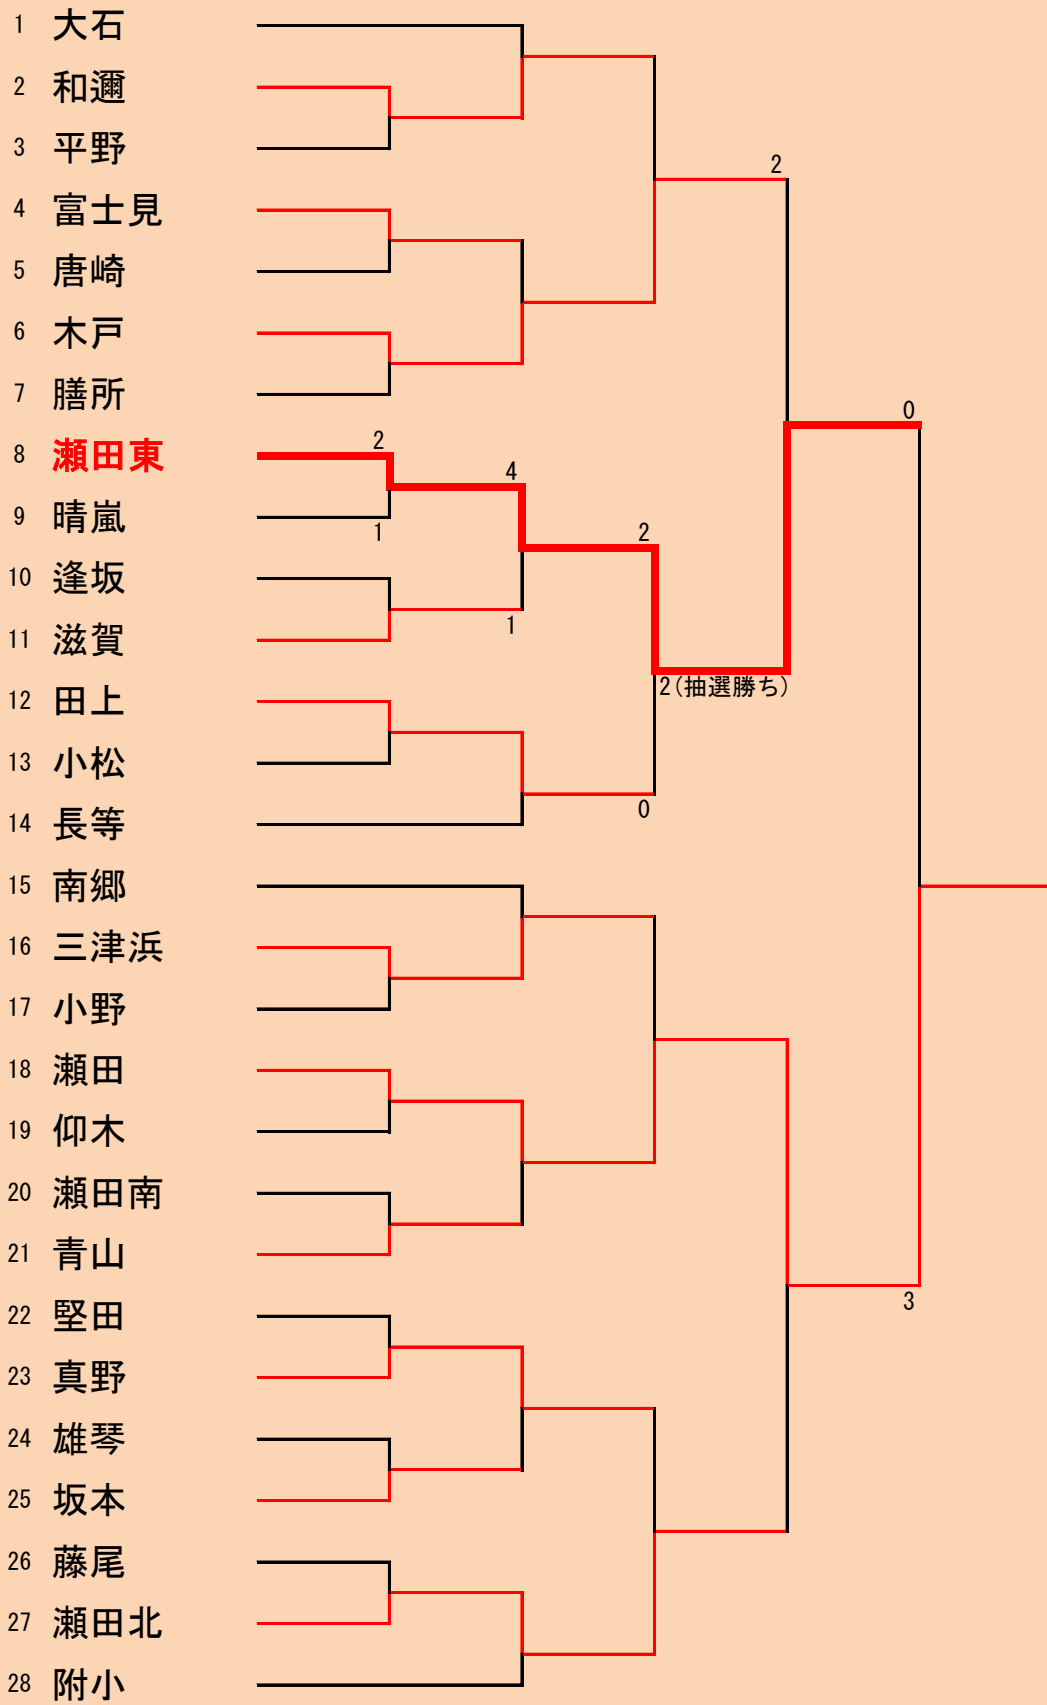 1 大石
2 和邇
3 平野
2
4 富士見
5 唐崎
6 木戸
7 膳所
0
2
8 瀬田東
4
9 晴嵐
1
2
10 逢坂
1
11 滋賀
2(抽選勝ち)
12 田上
13 小松
0
14 長等
15 南郷
16 三津浜
17 小野
18 瀬田
19 仰木
20 瀬田南
21 青山
3
22 堅田
23 真野
24 雄琴
25 坂本
26 藤尾
27 瀬田北
28 附小